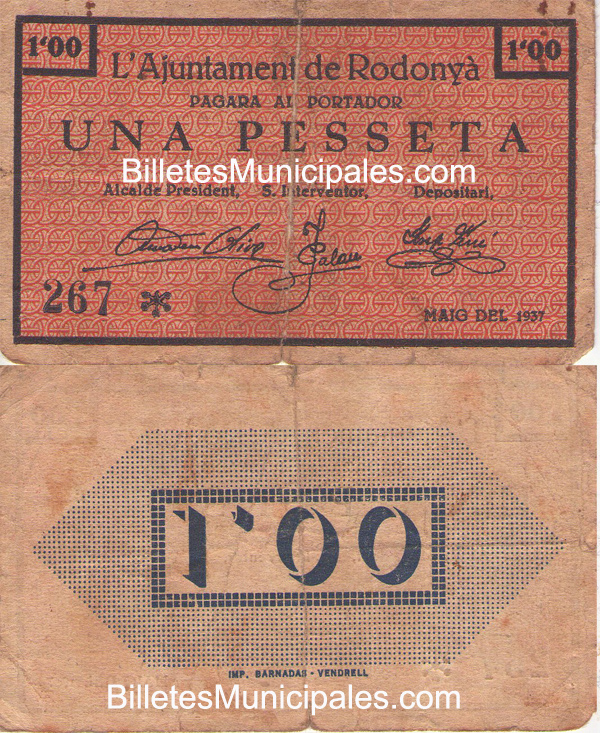 1'00 1'00
L'Ajuntament de Rodonyà
PAGARA AL PORTADOR
UNA PESSETA
BilletesMunicipales.com
Alcalde President, S. Interventor, Depositari,
267
MAIG DEL 1937
1'00
IMP. BARNADAS - VENDRELL
BilletesMunicipales.com